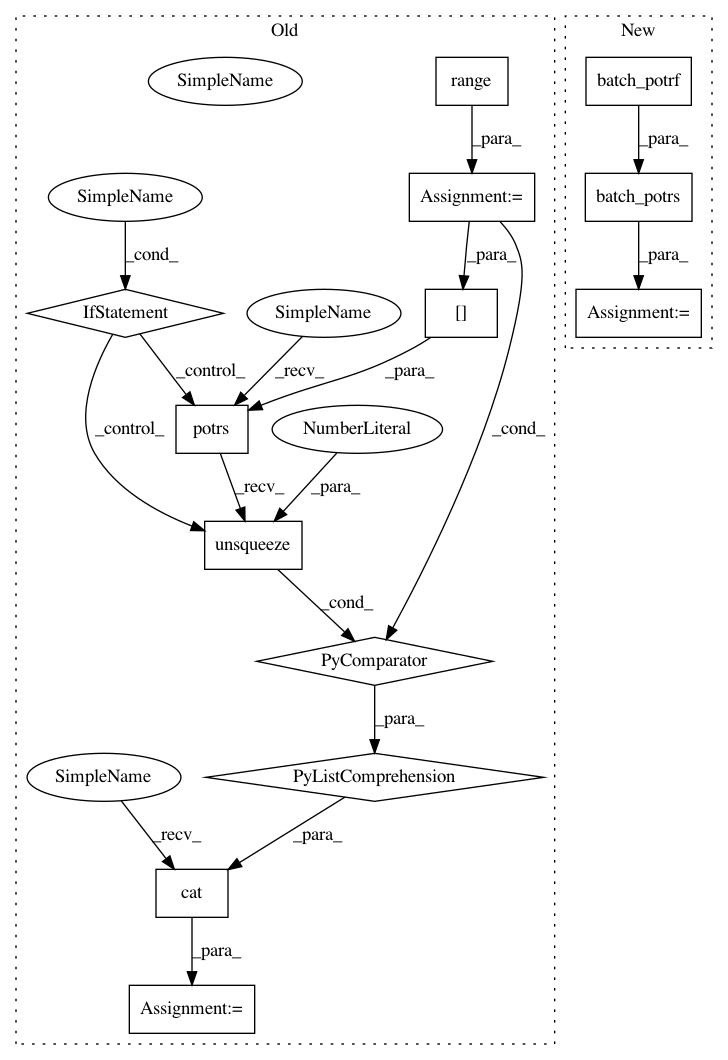 Old
New
SimpleName
range
batch_potrf
_para_
_para_
SimpleName
Assignment:=
batch_potrs
_cond_
_para_
_para_
IfStatement
SimpleName
[]
Assignment:=
_control_
_recv_
_para_
_control_
potrs
NumberLiteral
_cond_
_recv_
_para_
unsqueeze
_cond_
PyComparator
_para_
SimpleName
PyListComprehension
_recv_
_para_
cat
_para_
Assignment:=